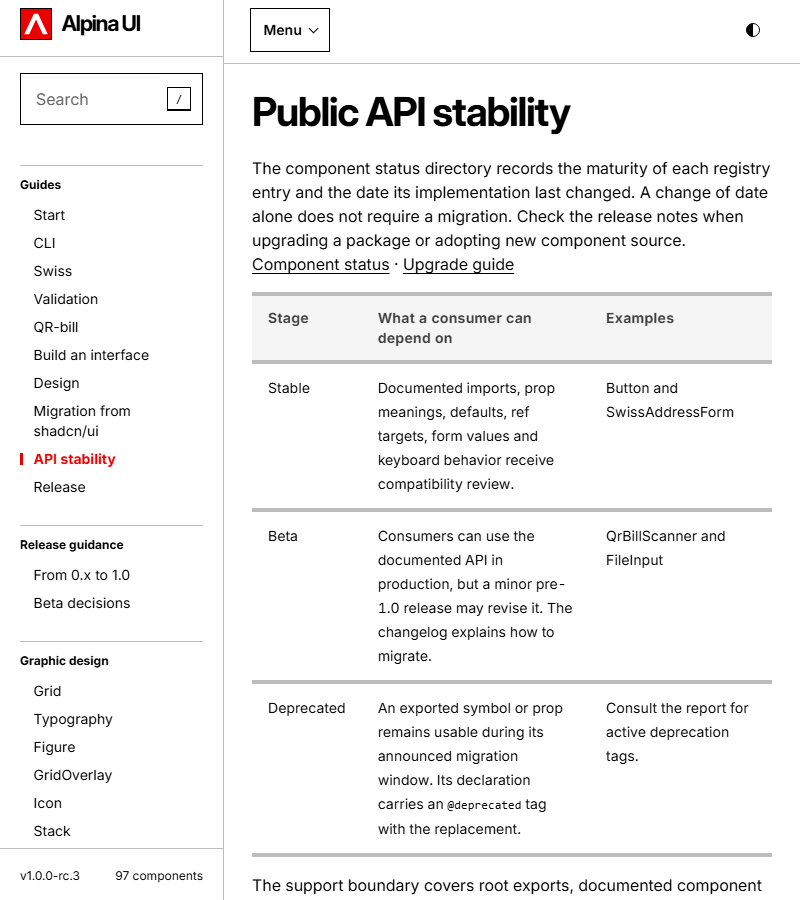 Alpina UI
Search
/
Guides
Start
CLI
Swiss
Validation
QR-bill
Build an interface
Design
Migration from
shadcn/ui
API stability
Release
Release guidance
From 0.x to 1.0
Beta decisions
Graphic design
Grid
Typography
Figure
GridOverlay
Icon
Stack
v1.0.0-rc.3
97 components
Menu
Public API stability
The component status directory records the maturity of each registry
entry and the date its implementation last changed. A change of date
alone does not require a migration. Check the release notes when
upgrading a package or adopting new component source.
Component status · Upgrade guide
Stage
What a consumer can
depend on
Examples
Stable
Documented imports, prop
meanings, defaults, ref
targets, form values and
keyboard behavior receive
compatibility review.
Button and
SwissAddressForm
Beta
Consumers can use the
documented API in
production, but a minor pre-
1.0 release may revise it. The
changelog explains how to
migrate.
QrBillScanner and
FileInput
Deprecated
An exported symbol or prop
remains usable during its
announced migration
window. Its declaration
carries an @deprecated tag
with the replacement.
Consult the report for
active deprecation
tags.
The support boundary covers root exports, documented component